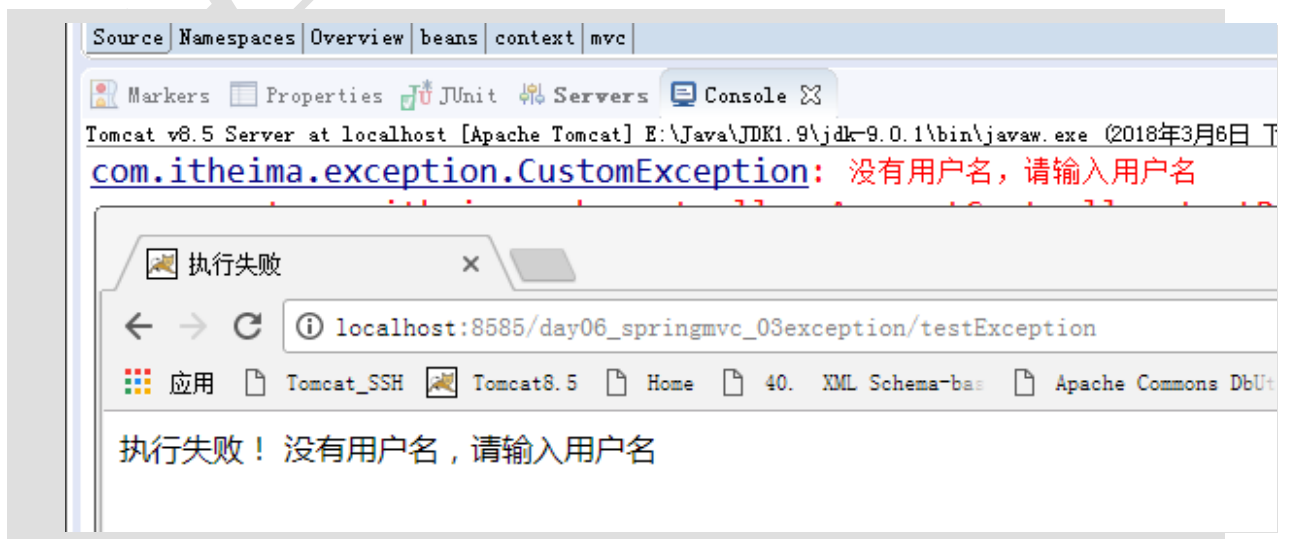 Source Namespaces Overview beans context mvc
Markers Properties JUnit Servers Console
Tomcat v8.5 Server at localhost [Apache Tomcat] E:\Java\JDK1.9\jdk-9.0.1\bin\javaw.exe (2018年3月6日 下
com.itheima.exception.CustomException: 没有用户名，请输入用户名
执行失败
localhost:8585/day06_springmvc_03exception/testException
应用 Tomcat_SSH Tomcat8.5 Home 40. XML Schema-bas Apache Commons DbUt
执行失败！ 没有用户名，请输入用户名